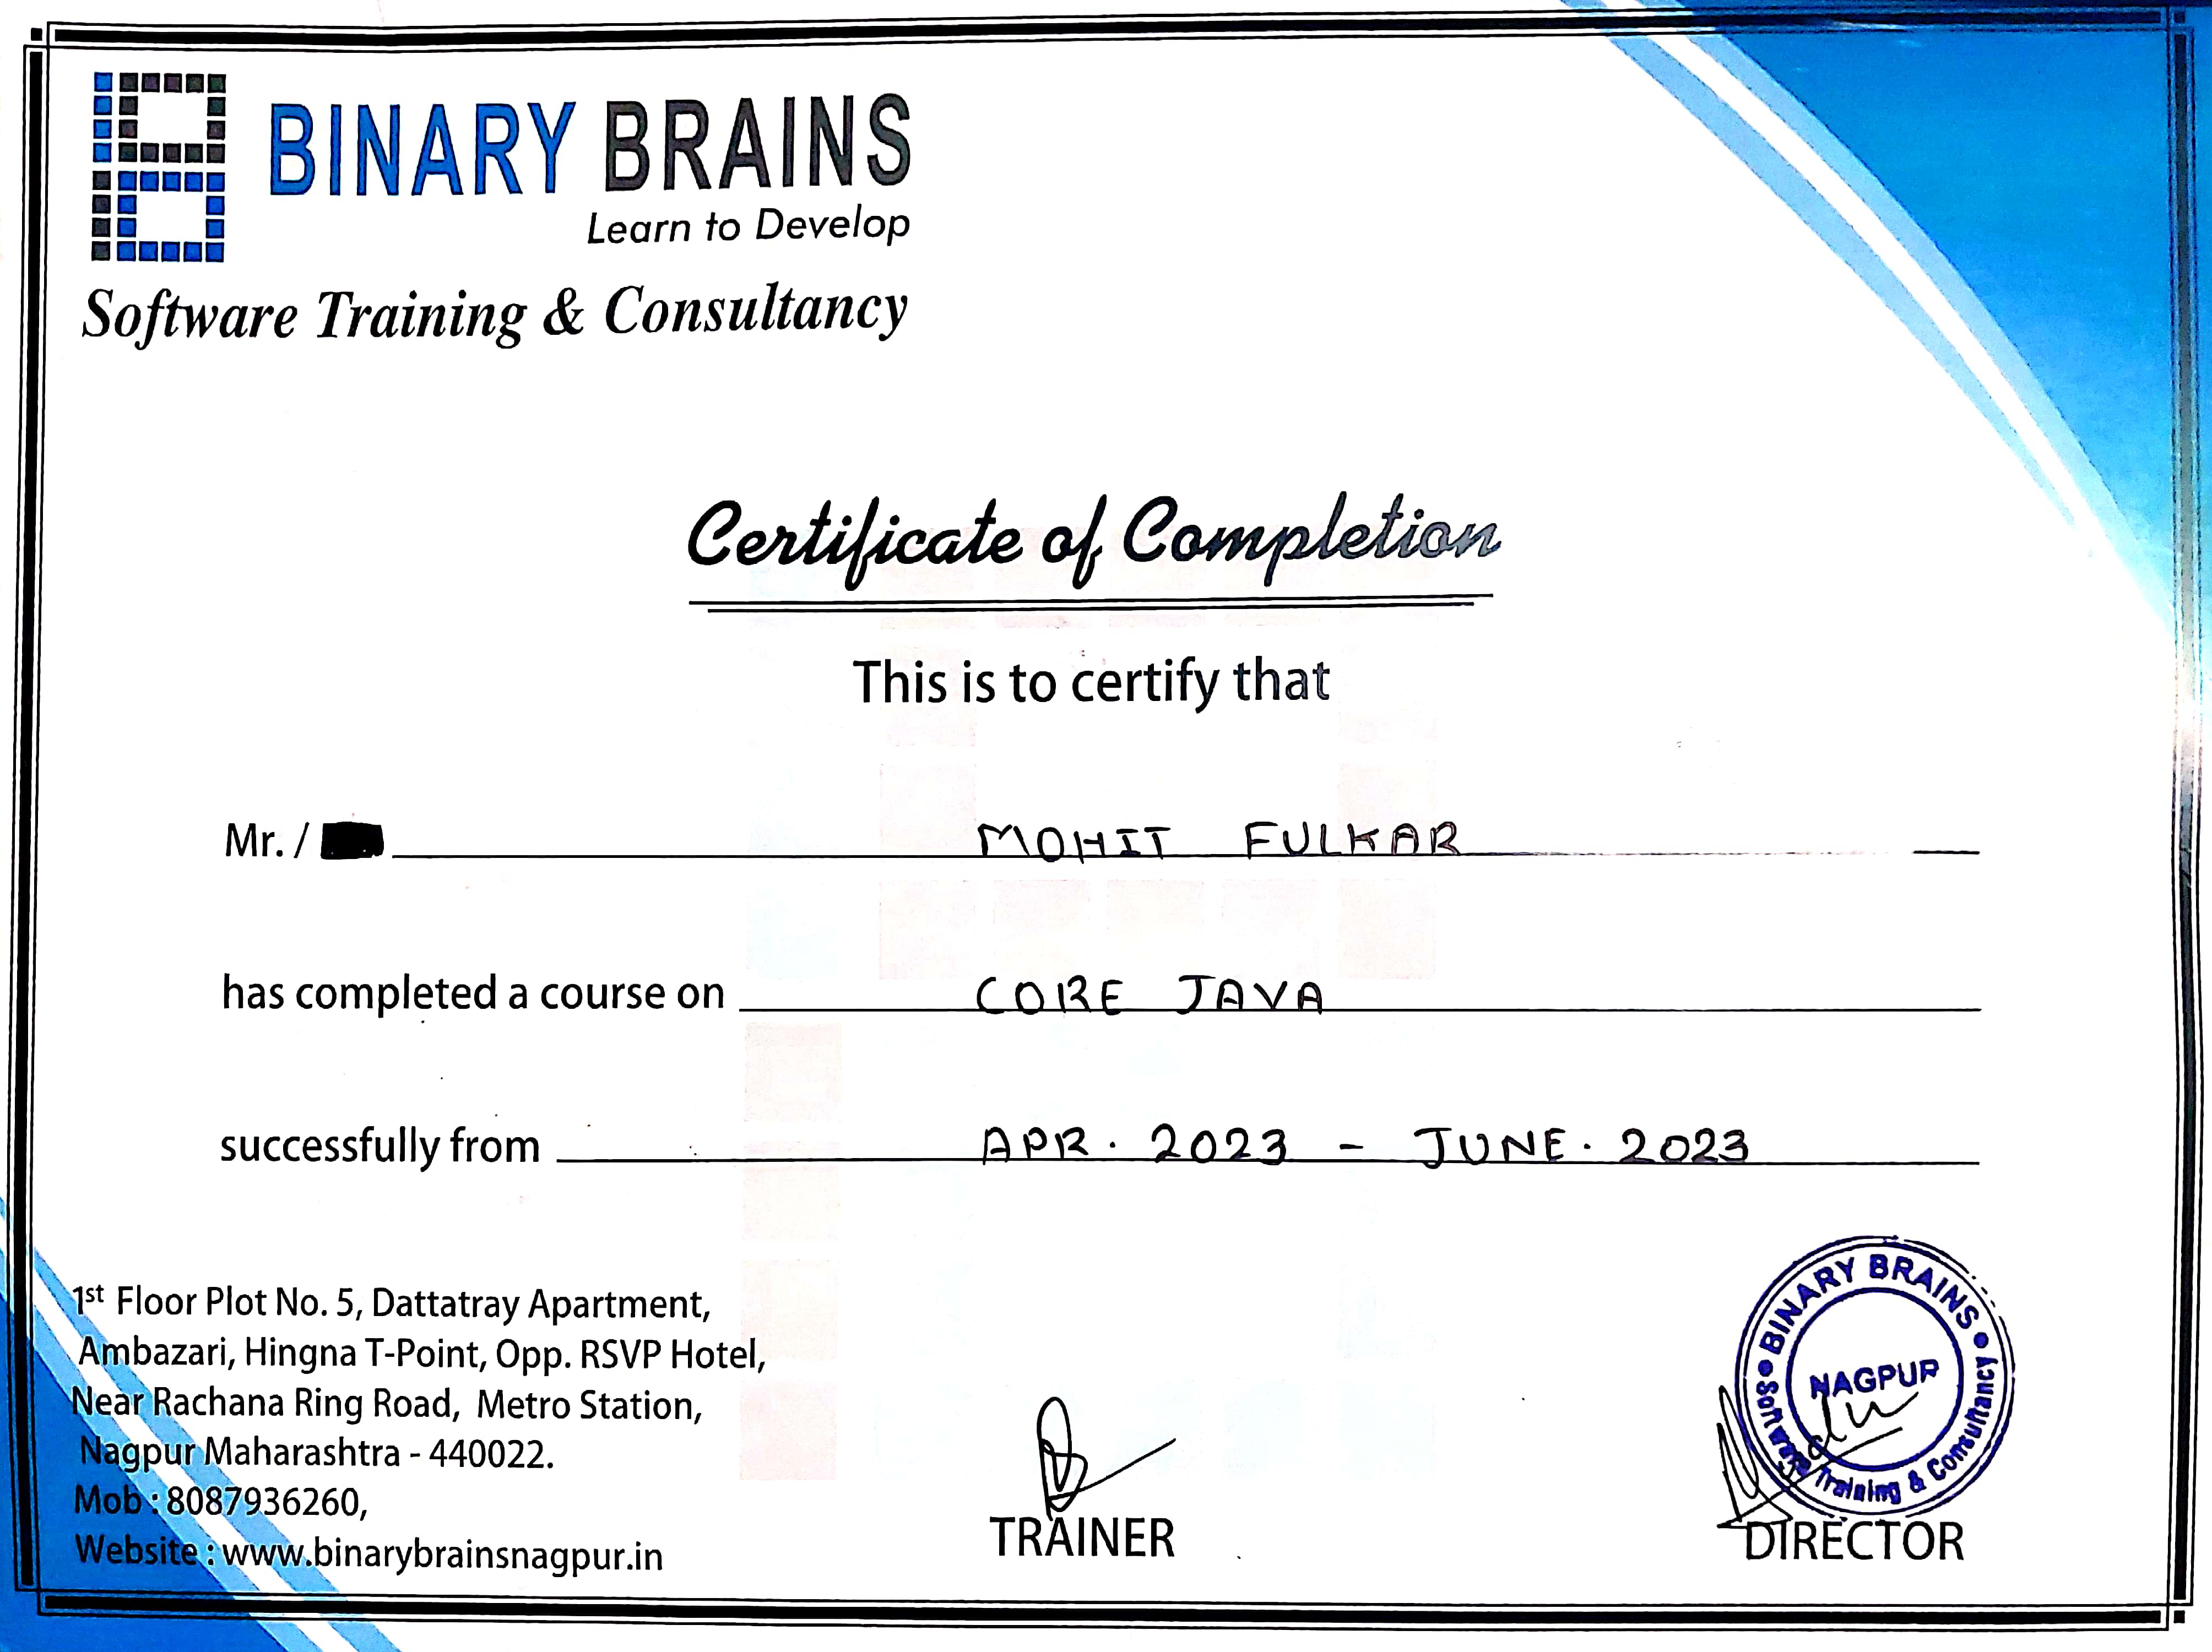 BINARY BRAINS
Learn to Develop
Software Training & Consultancy
Certificate of Completion
This is to certify that
Mr. / MOHIT FULKAR
has completed a course on CORE JAVA
successfully from APR. 2023 - JUNE. 2023
1st Floor Plot No. 5, Dattatray Apartment,
Ambazari, Hingna T-Point, Opp. RSVP Hotel,
Near Rachana Ring Road, Metro Station,
Nagpur Maharashtra - 440022.
Mob : 8087936260,
Website : www.binarybrainsnagpur.in
TRAINER
BINARY BRAINS
NAGPUR
Software Training & Consultancy
DIRECTOR